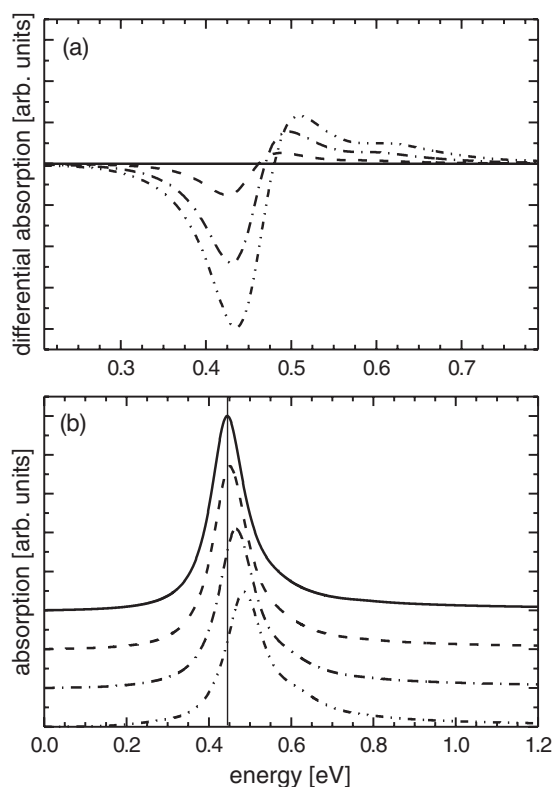 (a)
differential absorption [arb. units]
0.3 0.4 0.5 0.6 0.7
(b)
absorption [arb. units]
0.0 0.2 0.4 0.6 0.8 1.0 1.2
energy [eV]